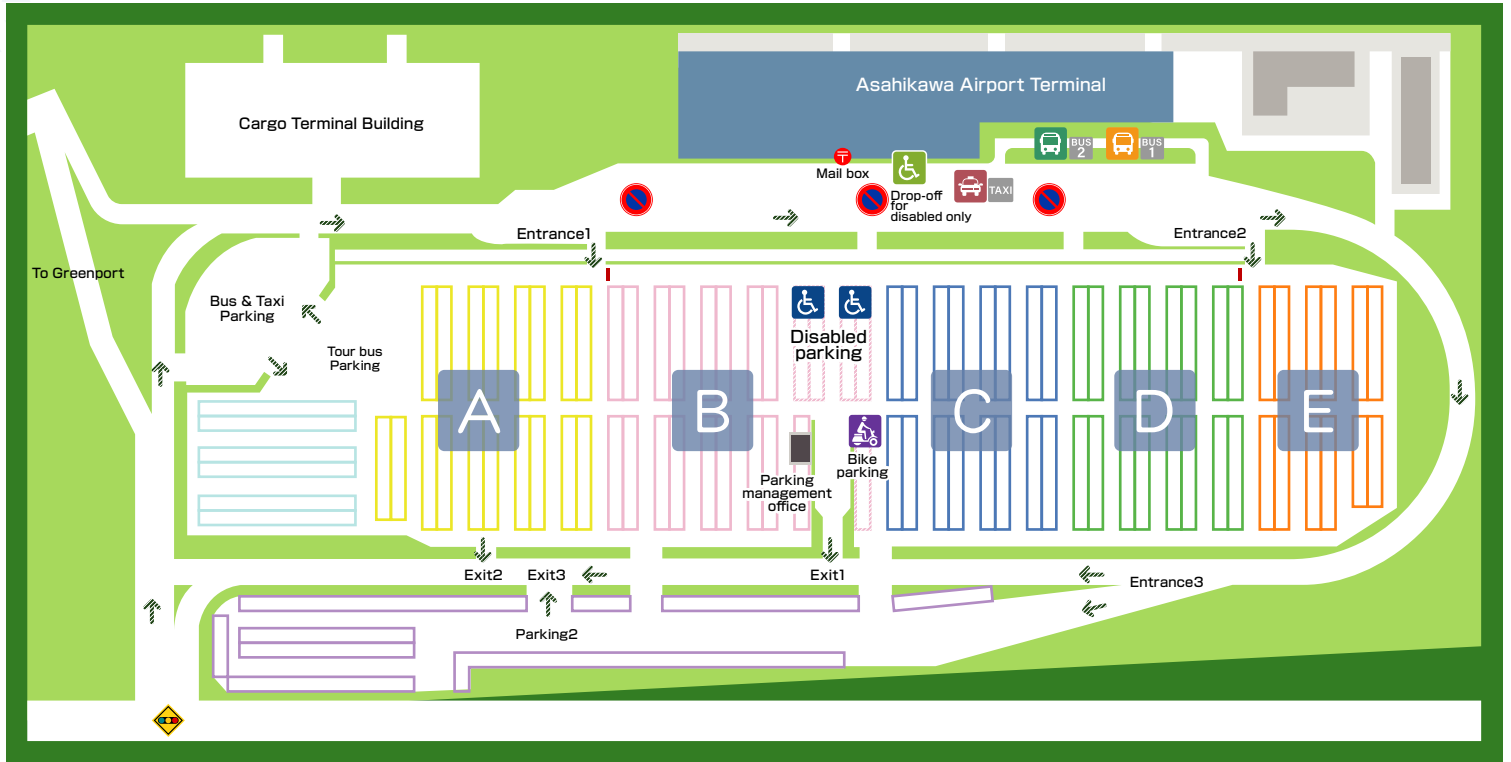 Asahikawa Airport Terminal
Cargo Terminal Building
BUS
2
BUS
1
〒
Mail box
TAXI
Drop-off
for
disabled only
Entrance1
Entrance2
To Greenport
Bus & Taxi
Parking
Tour bus
Parking
Disabled
parking
A
B
C
D
E
Bike
parking
Parking
management
office
Exit2
Exit3
Exit1
Entrance3
Parking2